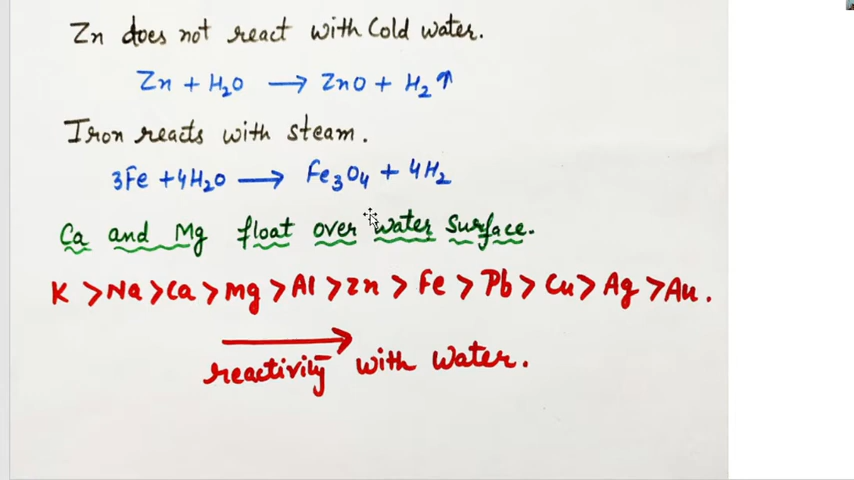 Zn does not react with Cold water.
Zn + H₂O → ZnO + H₂↑
Iron reacts with steam.
3Fe + 4H₂O → Fe₃O₄ + 4H₂
Ca and Mg float over water surface.
K > Na > Ca > Mg > Al > Zn > Fe > Pb > Cu > Ag > Au.
reactivity with water.